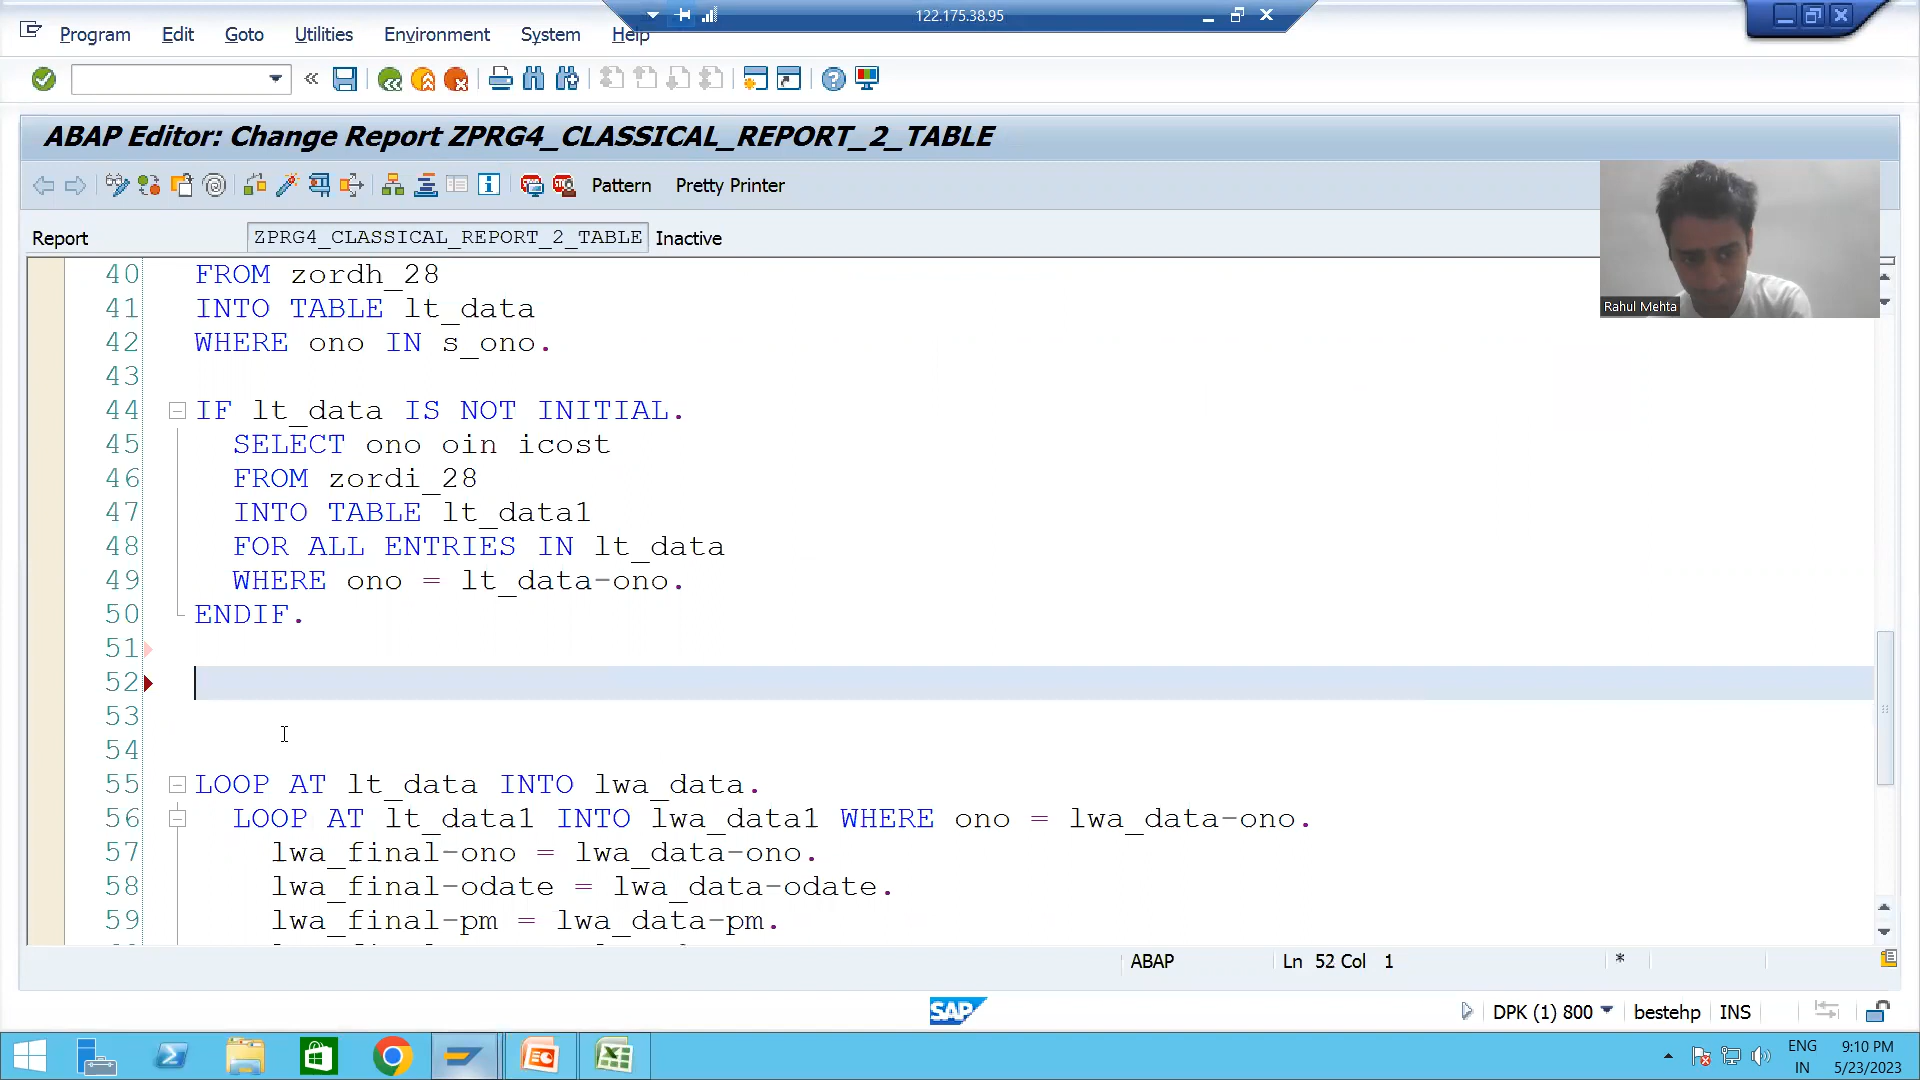 122.175.38.95
Program Edit Goto Utilities Environment System Help
ABAP Editor: Change Report ZPRG4_CLASSICAL_REPORT_2_TABLE
Pattern Pretty Printer
Report ZPRG4_CLASSICAL_REPORT_2_TABLE Inactive
Rahul Mehta
40 FROM zordh_28
41 INTO TABLE lt_data
42 WHERE ono IN s_ono.
43
44 IF lt_data IS NOT INITIAL.
45 SELECT ono oin icost
46 FROM zordi_28
47 INTO TABLE lt_data1
48 FOR ALL ENTRIES IN lt_data
49 WHERE ono = lt_data-ono.
50 ENDIF.
51
52
53
54
55 LOOP AT lt_data INTO lwa_data.
56 LOOP AT lt_data1 INTO lwa_data1 WHERE ono = lwa_data-ono.
57 lwa_final-ono = lwa_data-ono.
58 lwa_final-odate = lwa_data-odate.
59 lwa_final-pm = lwa_data-pm.
ABAP Ln 52 Col 1 *
SAP DPK (1) 800 bestehp INS
ENG 9:10 PM
IN 5/23/2023